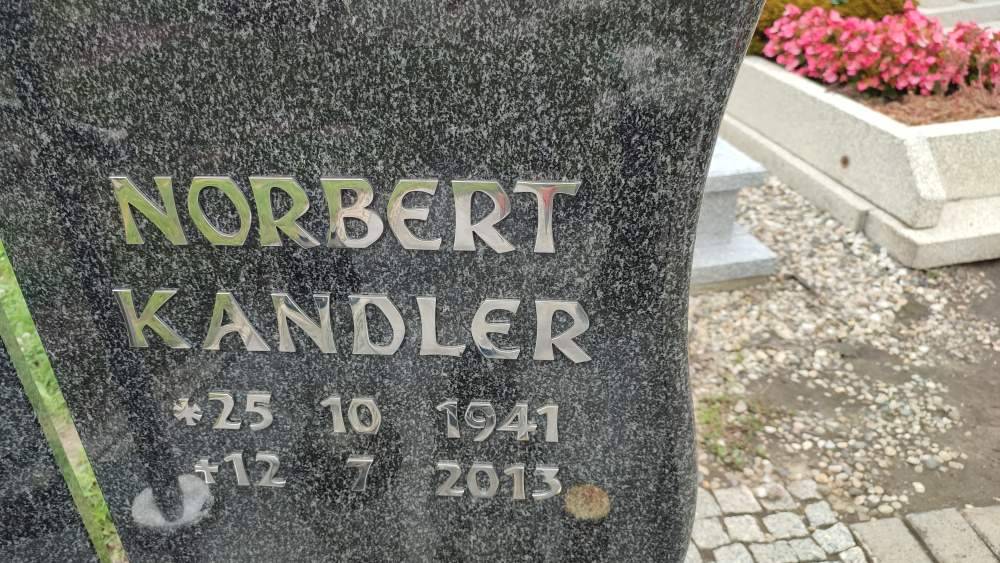 NORBERT
KANDLER
*25 10 1941
†12 7 2013